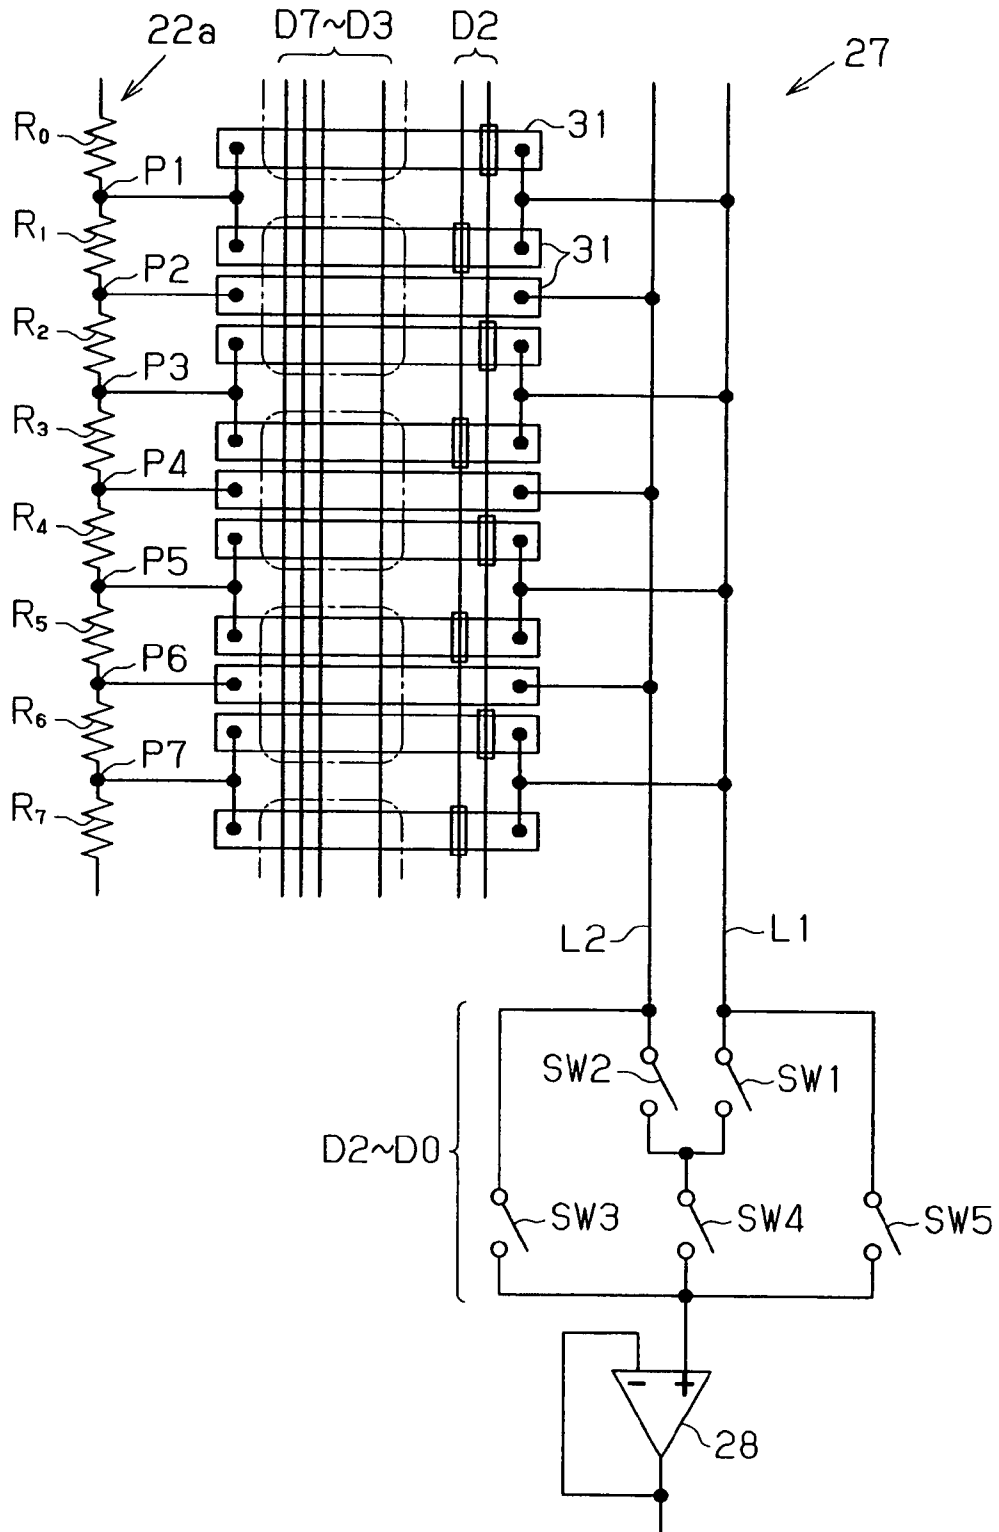 22a
D7~D3
D2
27
R0
31
P1
R1
31
P2
R2
P3
R3
P4
R4
P5
R5
P6
R6
P7
R7
L2
L1
SW2
SW1
D2~D0
SW3
SW4
SW5
-
+
28